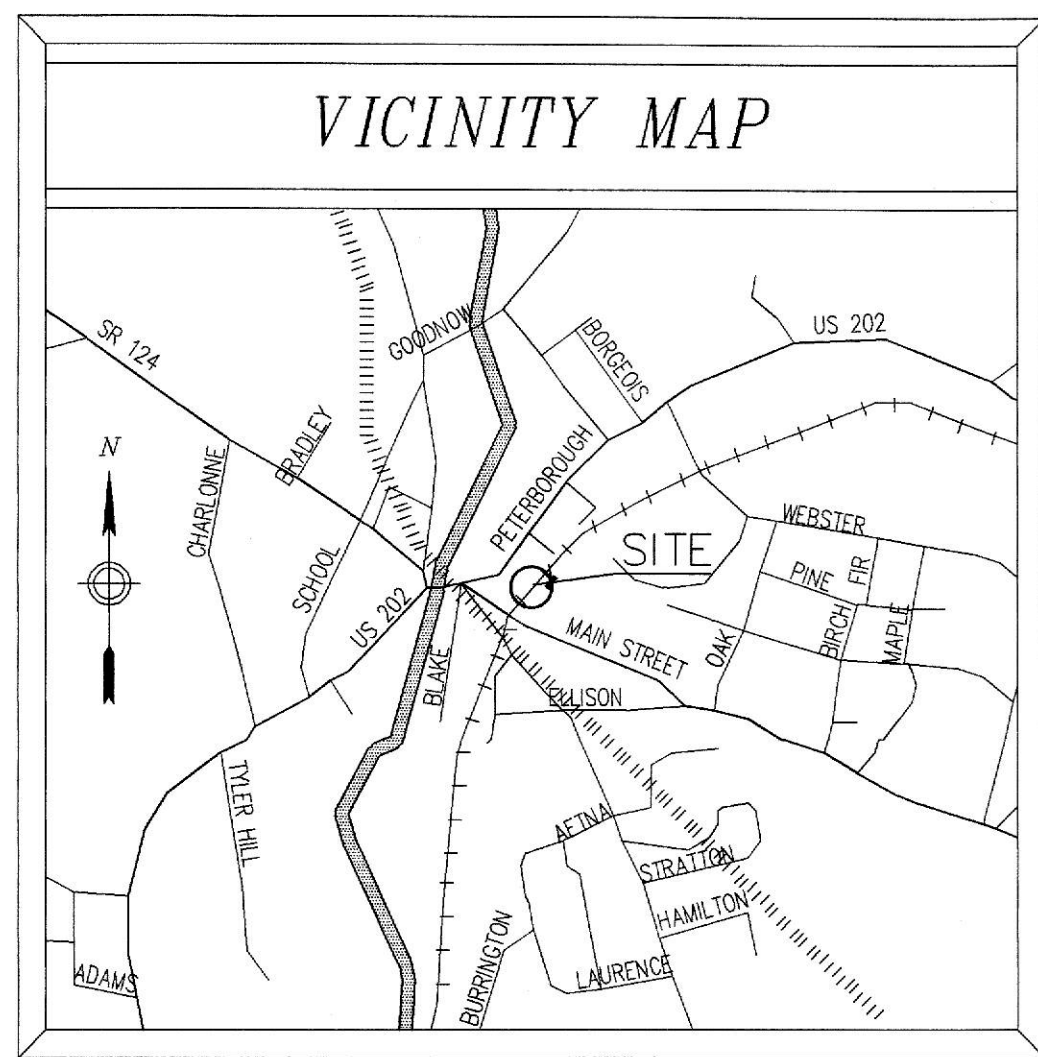 VICINITY MAP
SR 124
GOODNOW
BORGEOIS
US 202
N
CHARLONNE
BRADLEY
PETERBOROUGH
SCHOOL
SITE
WEBSTER
PINE
FIR
US 202
BLAKE
MAIN STREET
OAK
BIRCH
MAPLE
ELLISON
TYLER HILL
AETNA
STRATTON
HAMILTON
BURRINGTON
LAURENCE
ADAMS